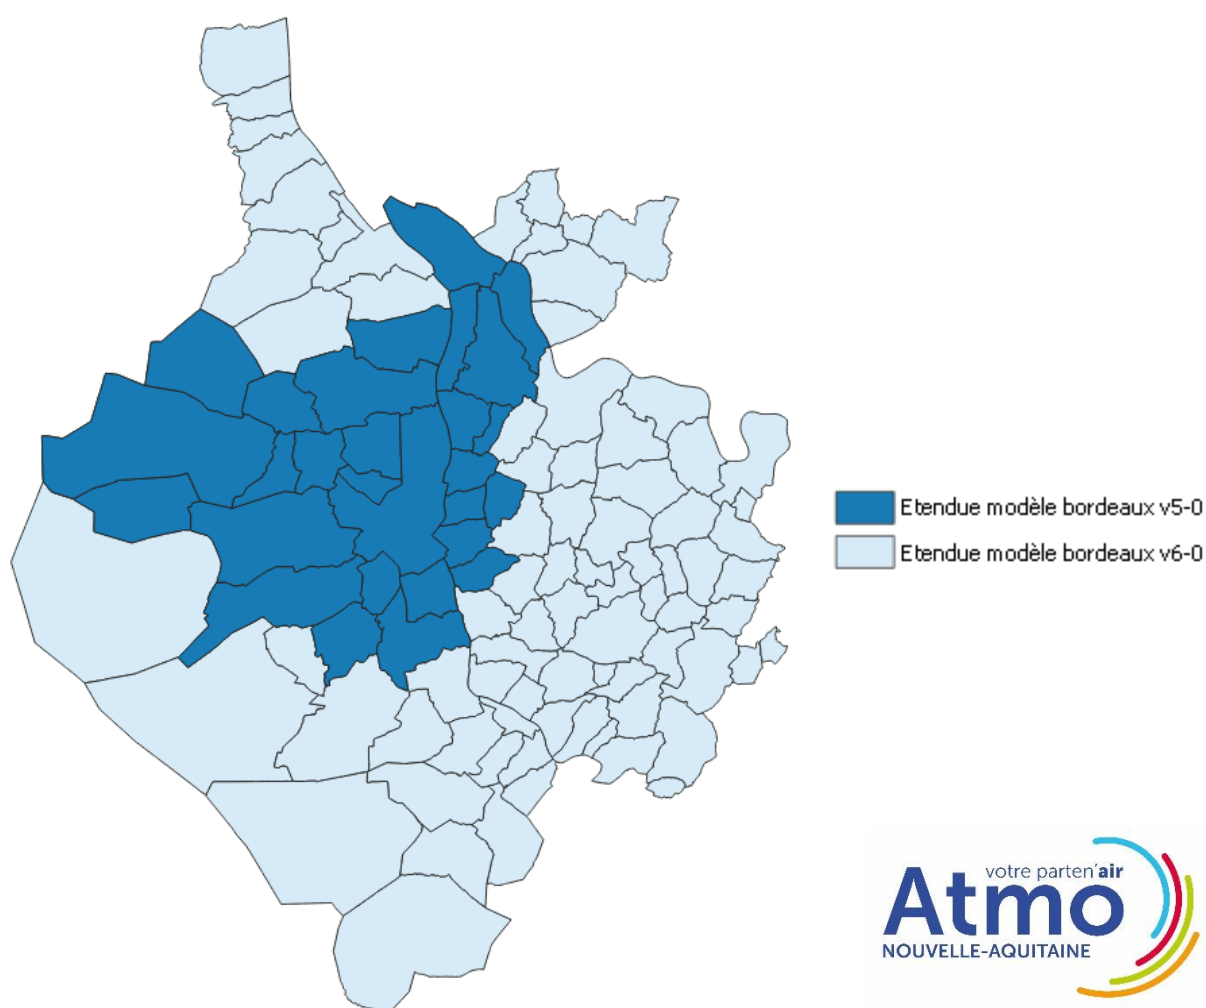 Etendue modèle bordeaux v5-0
Etendue modèle bordeaux v6-0
votre parten'air
Atmo
NOUVELLE-AQUITAINE